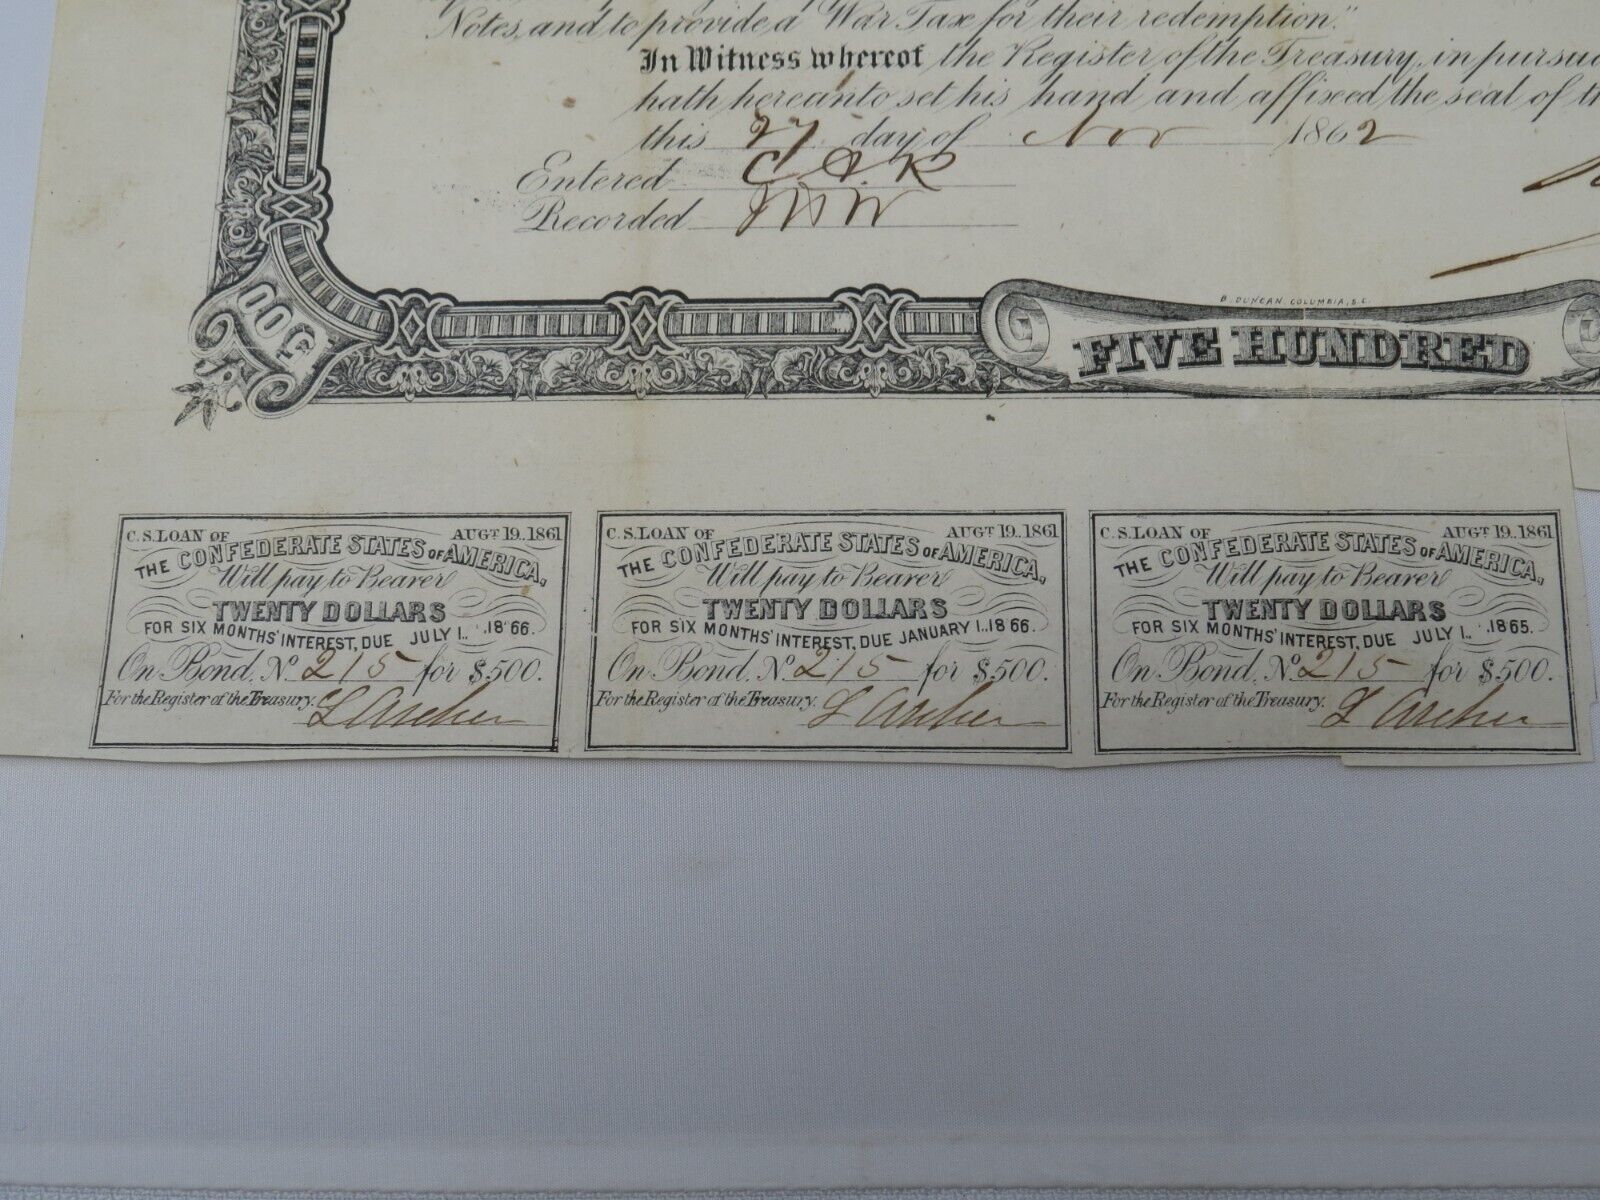 Notes, and to provide a War Tax for their redemption."
In Witness whereof the Register of the Treasury, in pursu
hath hereunto set his hand and affixed the seal of
this 27 day of Nov 1862
Entered C. A. R
Recorded
500
B. DUNCAN. COLUMBIA, S.C.
FIVE HUNDRED
C.S. LOAN OF AUGT 19..1861
THE CONFEDERATE STATES OF AMERICA,
Will pay to Bearer
TWENTY DOLLARS
FOR SIX MONTHS' INTEREST, DUE JULY 1.. .1866.
On Bond, No. 215 for $500.
For the Register of the Treasury. L Archer
C.S. LOAN OF AUGT 19..1861
THE CONFEDERATE STATES OF AMERICA,
Will pay to Bearer
TWENTY DOLLARS
FOR SIX MONTHS' INTEREST, DUE JANUARY 1..1866.
On Bond, No. 215 for $500.
For the Register of the Treasury. L Archer
C.S. LOAN OF AUGT 19..1861
THE CONFEDERATE STATES OF AMERICA,
Will pay to Bearer
TWENTY DOLLARS
FOR SIX MONTHS' INTEREST, DUE JULY 1.. .1865.
On Bond, No. 215 for $500.
For the Register of the Treasury. L Archer